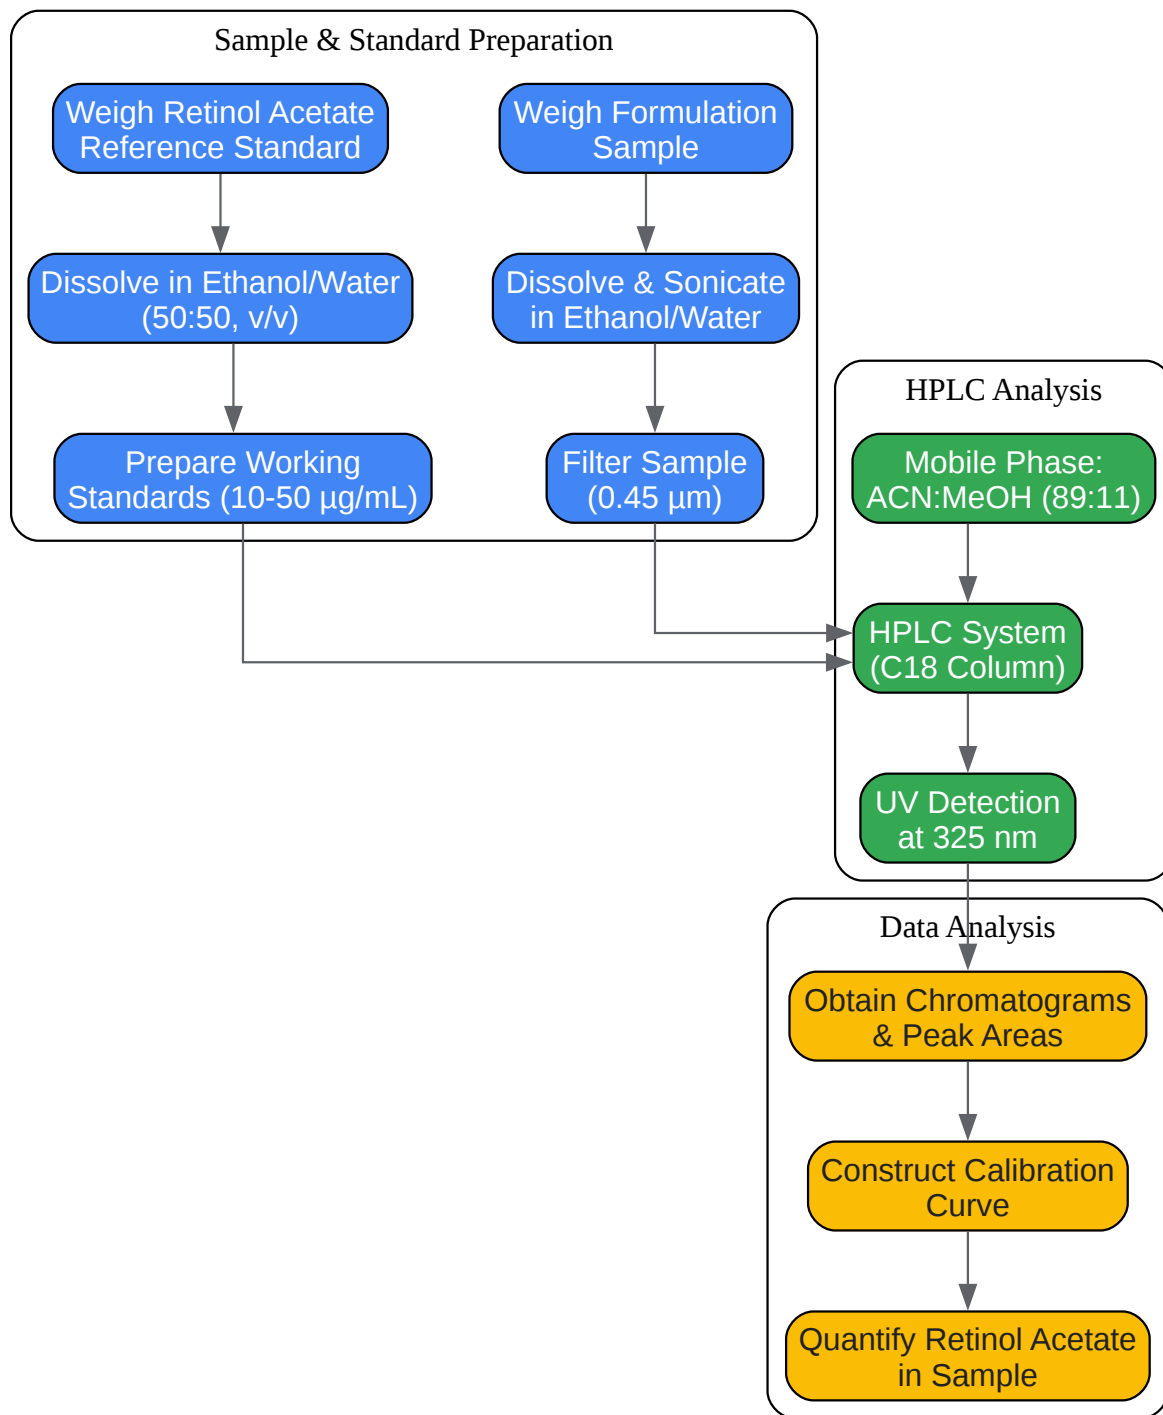 Sample & Standard Preparation
Weigh Retinol Acetate
Reference Standard
Dissolve in Ethanol/Water
(50:50, v/v)
Prepare Working
Standards (10-50 µg/mL)
Weigh Formulation
Sample
Dissolve & Sonicate
in Ethanol/Water
Filter Sample
(0.45 µm)
HPLC Analysis
Mobile Phase:
ACN:MeOH (89:11)
HPLC System
(C18 Column)
UV Detection
at 325 nm
Data Analysis
Obtain Chromatograms
& Peak Areas
Construct Calibration
Curve
Quantify Retinol Acetate
in Sample